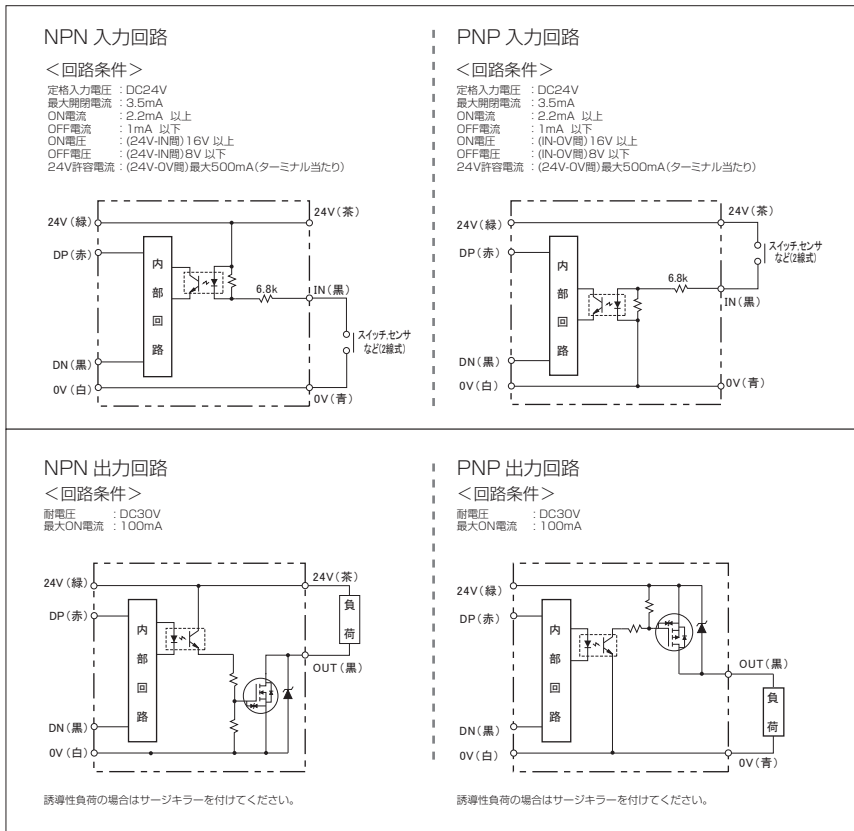 NPN 入力回路
＜回路条件＞
定格入力電圧 : DC24V
最大開閉電流 : 3.5mA
ON電流 : 2.2mA 以上
OFF電流 : 1mA 以下
ON電圧 : (24V-IN間)16V 以上
OFF電圧 : (24V-IN間)8V 以下
24V許容電流 : (24V-0V間)最大500mA(ターミナル当たり)
24V(緑)
24V(茶)
DP(赤)
内部回路
6.8k
IN(黒)
スイッチ,センサ
など(2線式)
DN(黒)
0V(白)
0V(青)
PNP 入力回路
＜回路条件＞
定格入力電圧 : DC24V
最大開閉電流 : 3.5mA
ON電流 : 2.2mA 以上
OFF電流 : 1mA 以下
ON電圧 : (IN-0V間)16V 以上
OFF電圧 : (IN-0V間)8V 以下
24V許容電流 : (24V-0V間)最大500mA(ターミナル当たり)
24V(緑)
24V(茶)
DP(赤)
スイッチ,センサ
など(2線式)
内部回路
6.8k
IN(黒)
DN(黒)
0V(白)
0V(青)
NPN 出力回路
＜回路条件＞
耐電圧 : DC30V
最大ON電流 : 100mA
24V(緑)
24V(茶)
DP(赤)
内部回路
負荷
OUT(黒)
DN(黒)
0V(白)
誘導性負荷の場合はサージキラーを付けてください。
PNP 出力回路
＜回路条件＞
耐電圧 : DC30V
最大ON電流 : 100mA
24V(緑)
DP(赤)
内部回路
OUT(黒)
負荷
DN(黒)
0V(白)
0V(青)
誘導性負荷の場合はサージキラーを付けてください。